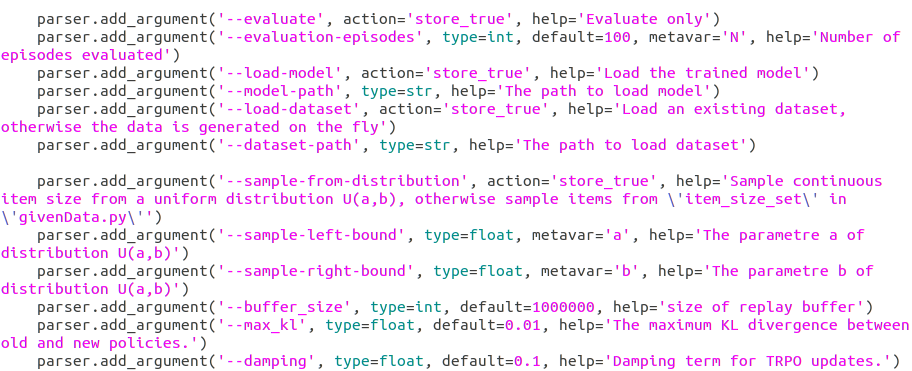 parser.add_argument('--evaluate', action='store_true', help='Evaluate only')
    parser.add_argument('--evaluation-episodes', type=int, default=100, metavar='N', help='Number of
episodes evaluated')
    parser.add_argument('--load-model', action='store_true', help='Load the trained model')
    parser.add_argument('--model-path', type=str, help='The path to load model')
    parser.add_argument('--load-dataset', action='store_true', help='Load an existing dataset,
otherwise the data is generated on the fly')
    parser.add_argument('--dataset-path', type=str, help='The path to load dataset')

    parser.add_argument('--sample-from-distribution', action='store_true', help='Sample continuous
item size from a uniform distribution U(a,b), otherwise sample items from \'item_size_set\' in
\'givenData.py\'')
    parser.add_argument('--sample-left-bound', type=float, metavar='a', help='The parametre a of
distribution U(a,b)')
    parser.add_argument('--sample-right-bound', type=float, metavar='b', help='The parametre b of
distribution U(a,b)')
    parser.add_argument('--buffer_size', type=int, default=1000000, help='size of replay buffer')
    parser.add_argument('--max_kl', type=float, default=0.01, help='The maximum KL divergence between
old and new policies.')
    parser.add_argument('--damping', type=float, default=0.1, help='Damping term for TRPO updates.')